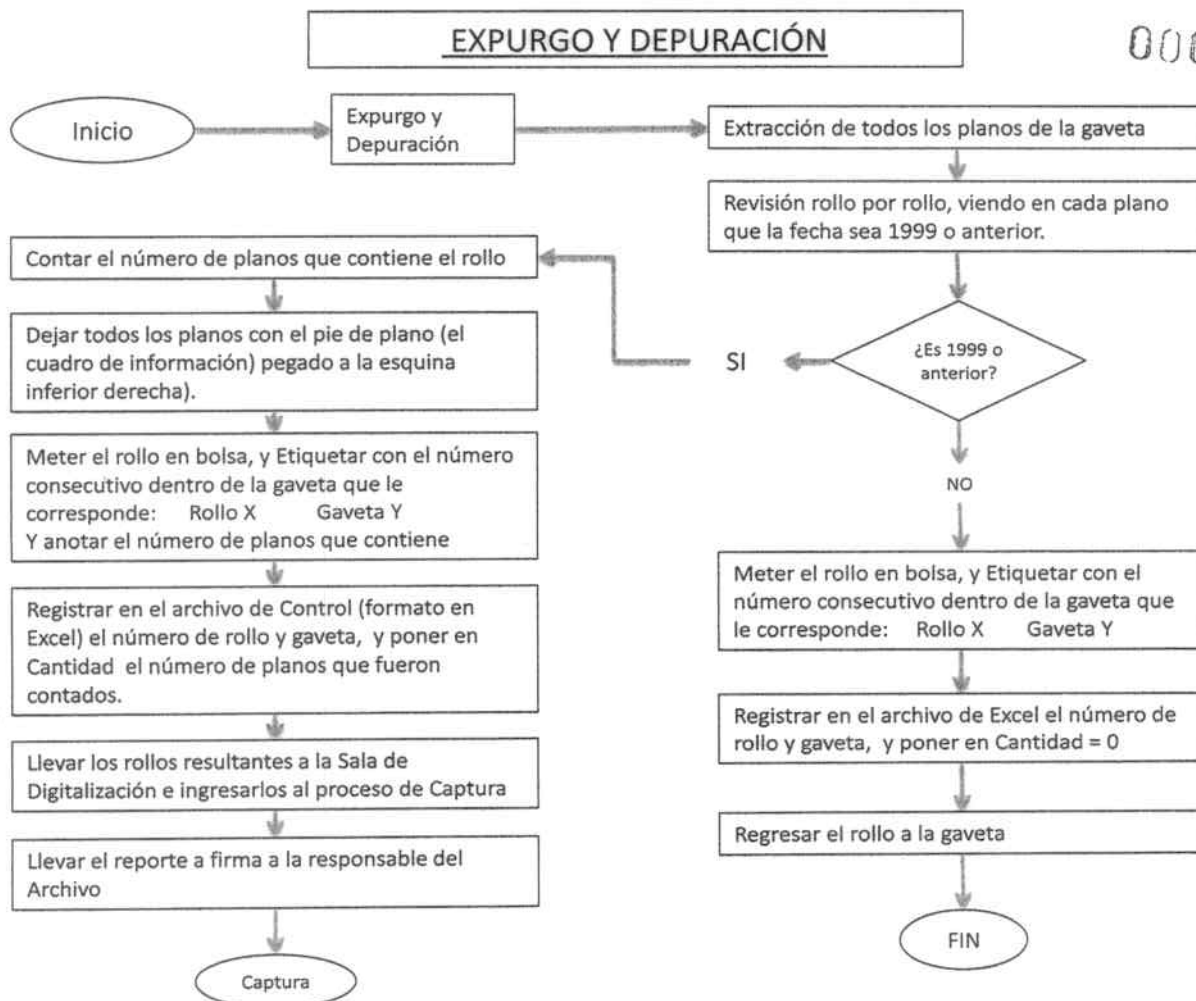 EXPURGO Y DEPURACIÓN
000
Inicio
Expurgo y
Depuración
Extracción de todos los planos de la gaveta
Revisión rollo por rollo, viendo en cada plano
que la fecha sea 1999 o anterior.
¿Es 1999 o
anterior?
SI
Contar el número de planos que contiene el rollo
Dejar todos los planos con el pie de plano (el
cuadro de información) pegado a la esquina
inferior derecha).
Meter el rollo en bolsa, y Etiquetar con el número
consecutivo dentro de la gaveta que le
corresponde: Rollo X Gaveta Y
Y anotar el número de planos que contiene
Registrar en el archivo de Control (formato en
Excel) el número de rollo y gaveta, y poner en
Cantidad el número de planos que fueron
contados.
Llevar los rollos resultantes a la Sala de
Digitalización e ingresarlos al proceso de Captura
Llevar el reporte a firma a la responsable del
Archivo
Captura
NO
Meter el rollo en bolsa, y Etiquetar con el
número consecutivo dentro de la gaveta que
le corresponde: Rollo X Gaveta Y
Registrar en el archivo de Excel el número de
rollo y gaveta, y poner en Cantidad = 0
Regresar el rollo a la gaveta
FIN